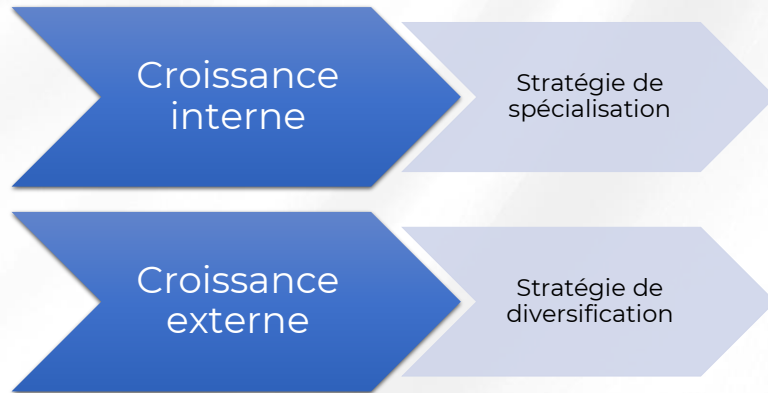 Croissance
interne
Stratégie de
spécialisation
Croissance
externe
Stratégie de
diversification